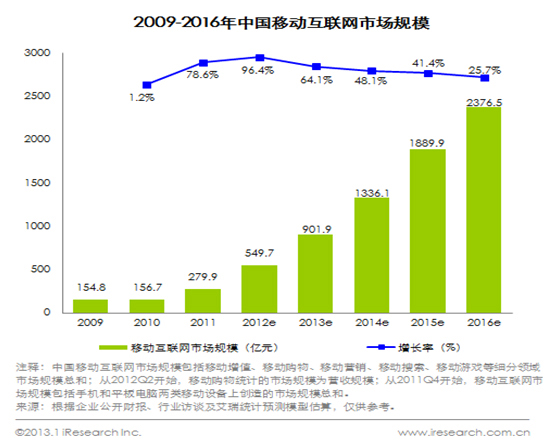 2009-2016年中国移动互联网市场规模
3000
2500
2000
1500
1000
500
0
1.2%
78.6%
96.4%
64.1%
48.1%
41.4%
25.7%
154.8
156.7
279.9
549.7
901.9
1336.1
1889.9
2376.5
2009
2010
2011
2012e
2013e
2014e
2015e
2016e
移动互联网市场规模（亿元）
增长率（%）
注释：中国移动互联网市场规模包括移动增值、移动购物、移动营销、移动搜索、移动游戏等细分领域
市场规模总和；从2012Q2开始，移动购物统计的市场规模为营收规模；从2011Q4开始，移动互联网市
场规模包括手机和平板电脑两类移动设备上创造的市场规模总和。
来源：根据企业公开财报、行业访谈及艾瑞统计预测模型估算，仅供参考。
©2013.1 iResearch Inc.
www.iresearch.com.cn